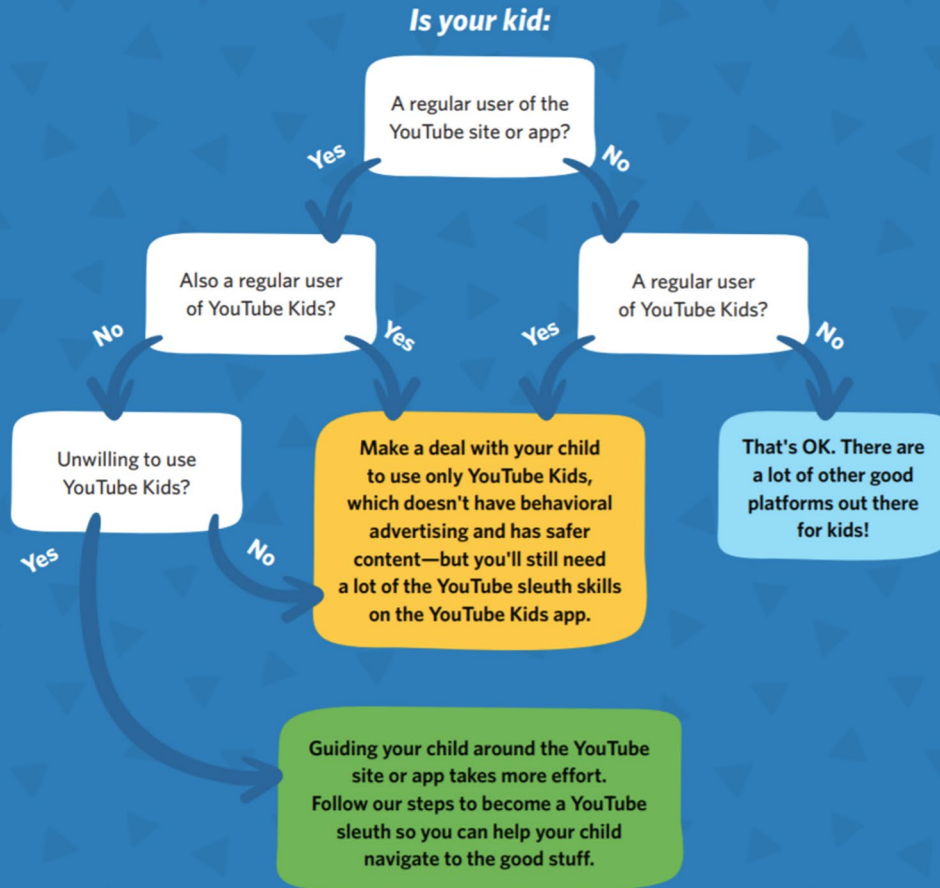 Is your kid:
A regular user of the
YouTube site or app?
Yes
No
Also a regular user
of YouTube Kids?
A regular user
of YouTube Kids?
No
Yes
Yes
No
Unwilling to use
YouTube Kids?
Make a deal with your child
to use only YouTube Kids,
which doesn't have behavioral
advertising and has safer
content—but you'll still need
a lot of the YouTube sleuth skills
on the YouTube Kids app.
That's OK. There are
a lot of other good
platforms out there
for kids!
Yes
No
Guiding your child around the YouTube
site or app takes more effort.
Follow our steps to become a YouTube
sleuth so you can help your child
navigate to the good stuff.